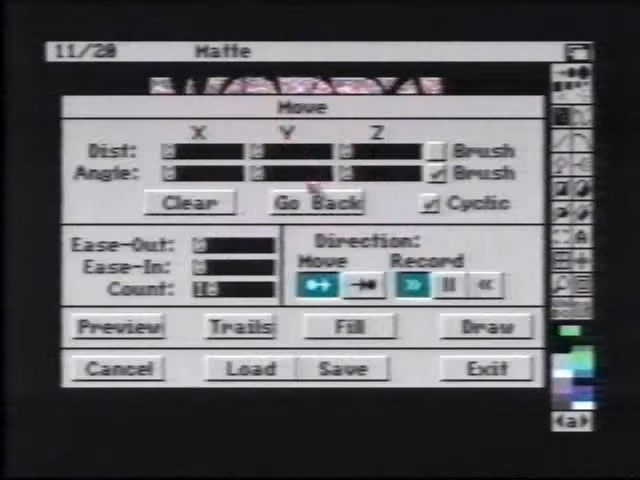 11/20 Matte
Move
X Y Z
Dist: Brush
Angle: Brush
Clear Go Back Cyclic
Ease-Out: Direction:
Ease-In: Move Record
Count:
Preview Trails Fill Draw
Cancel Load Save Exit
A
a